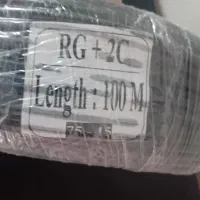 RG + 2C
Length : 100 M